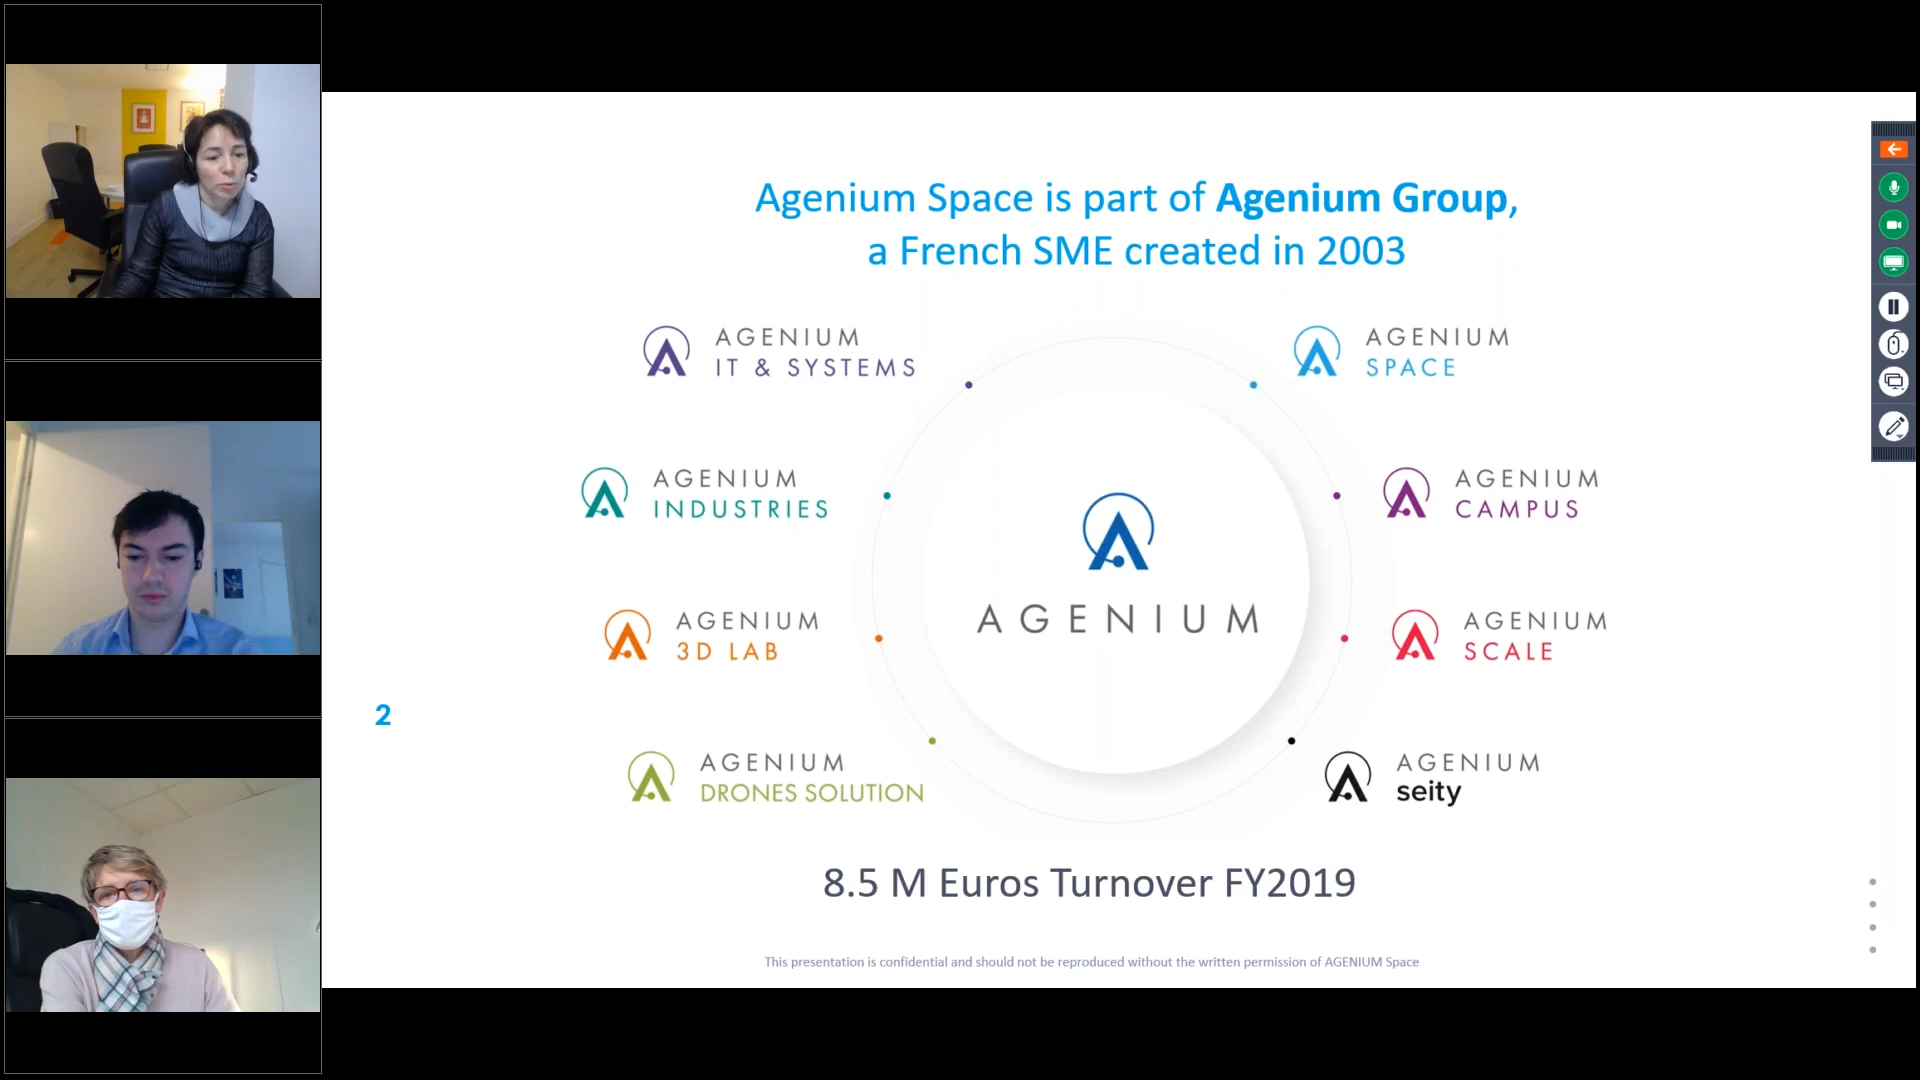 Agenium Space is part of Agenium Group,
a French SME created in 2003
AGENIUM
IT & SYSTEMS
AGENIUM
SPACE
AGENIUM
INDUSTRIES
AGENIUM
CAMPUS
AGENIUM
AGENIUM
3D LAB
AGENIUM
SCALE
2
AGENIUM
DRONES SOLUTION
AGENIUM
seity
8.5 M Euros Turnover FY2019
This presentation is confidential and should not be reproduced without the written permission of AGENIUM Space